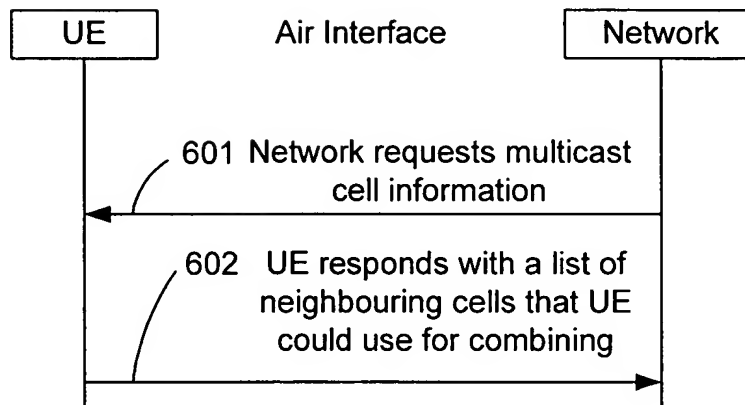 UE Air Interface Network
601 Network requests multicast
cell information
602 UE responds with a list of
neighbouring cells that UE
could use for combining